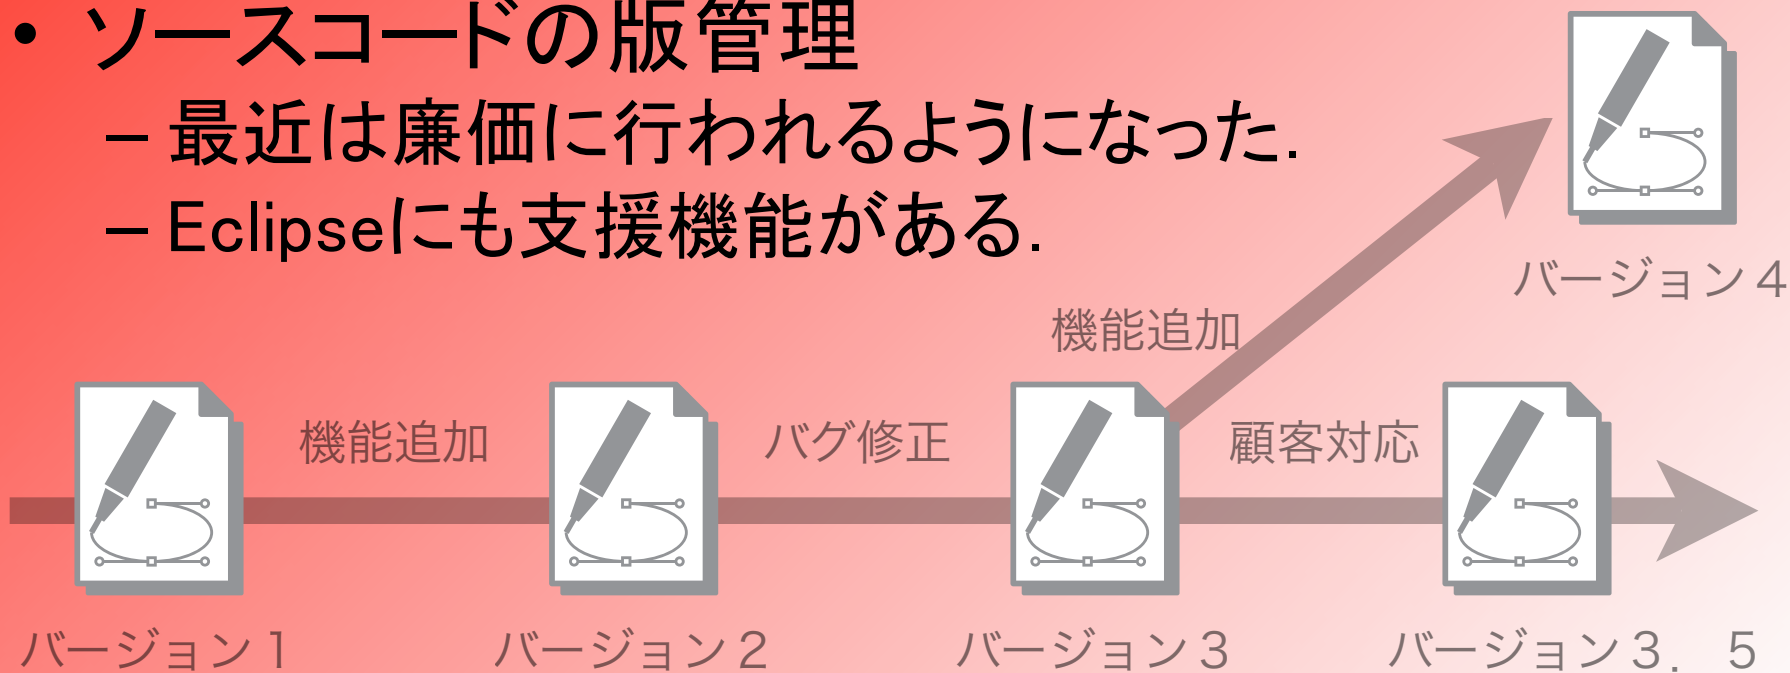 • ソースコードの版管理
– 最近は廉価に行われるようになった.
– Eclipseにも支援機能がある.
バージョン４
機能追加
機能追加
バグ修正
顧客対応
バージョン１
バージョン２
バージョン３
バージョン３．５